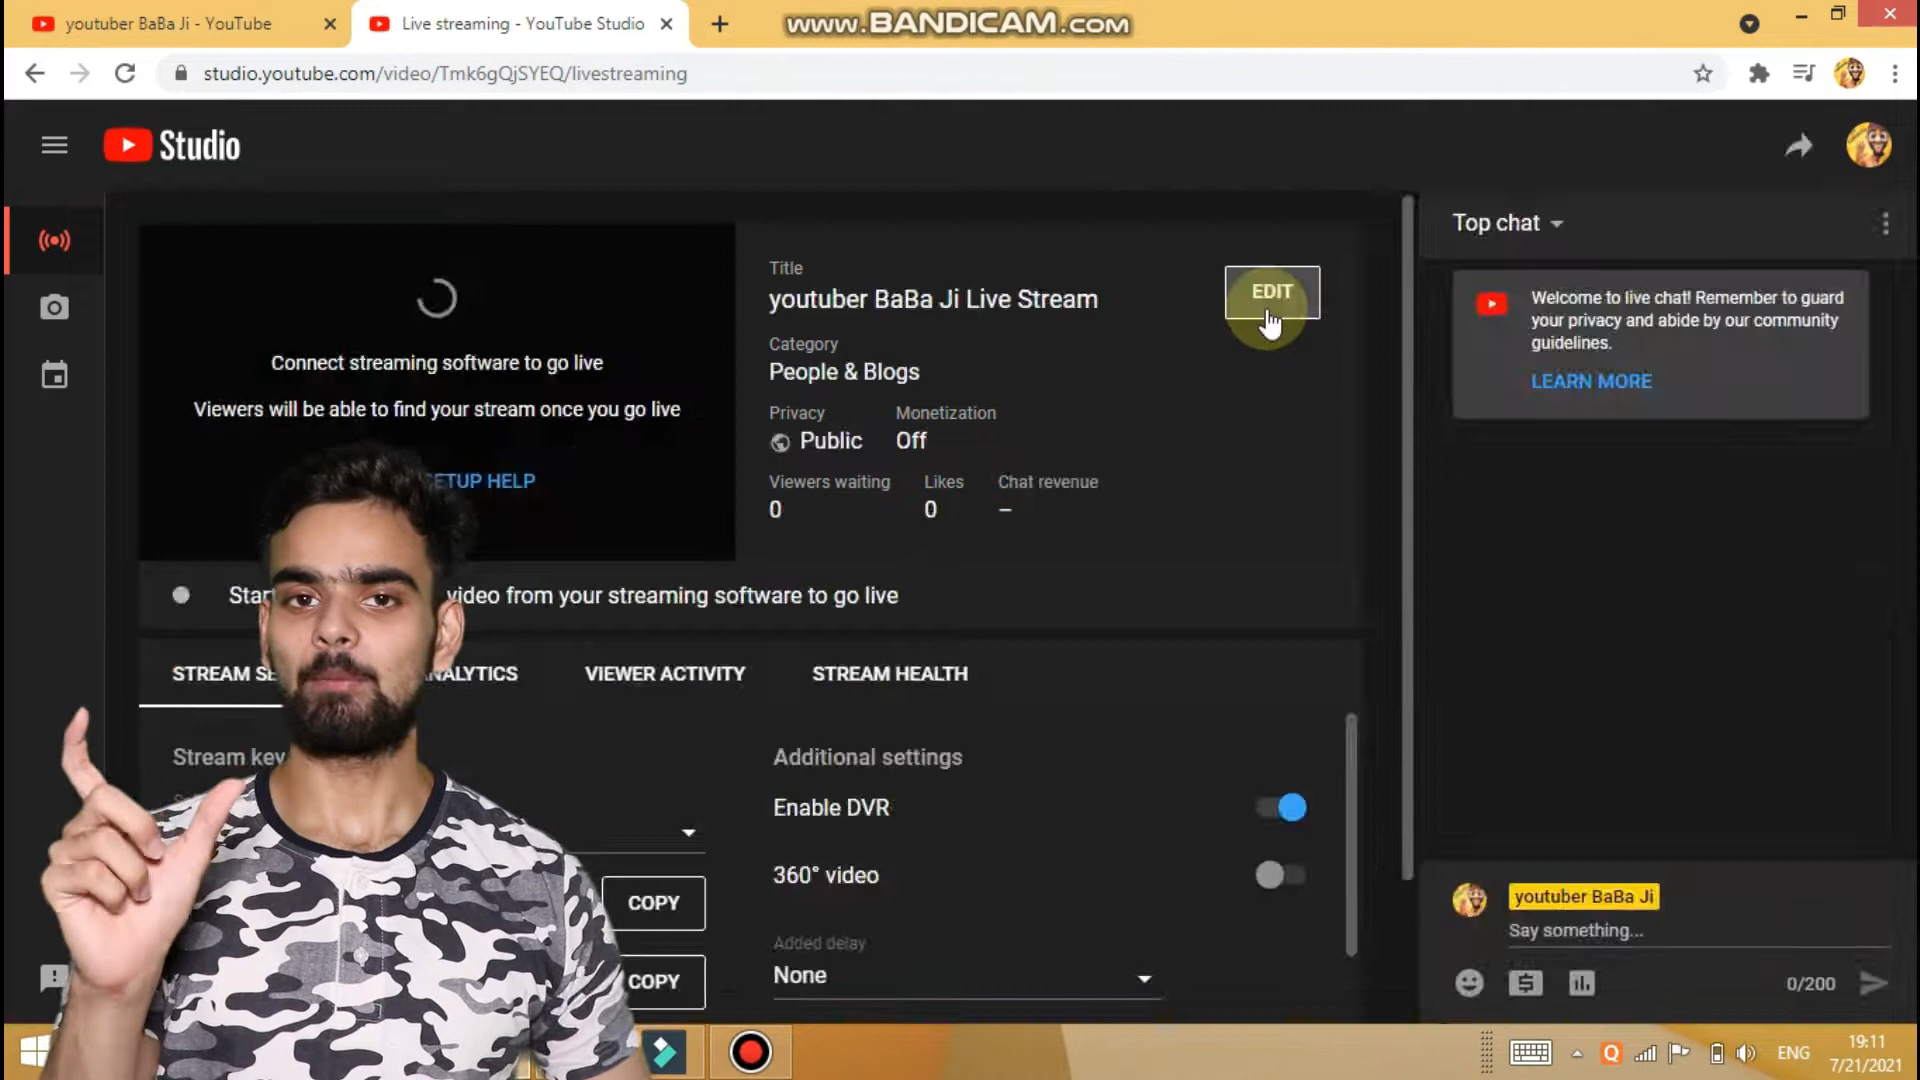 youtuber BaBa Ji - YouTube
Live streaming - YouTube Studio
www.BANDICAM.com
studio.youtube.com/video/Tmk6gQjSYEQ/livestreaming
Studio
Connect streaming software to go live
Viewers will be able to find your stream once you go live
ETUP HELP
Title
youtuber BaBa Ji Live Stream
EDIT
Category
People & Blogs
Privacy
Monetization
Public
Off
Viewers waiting
Likes
Chat revenue
0
0
–
Top chat
Welcome to live chat! Remember to guard
your privacy and abide by our community
guidelines.
LEARN MORE
Star video from your streaming software to go live
STREAM SE
NALYTICS
VIEWER ACTIVITY
STREAM HEALTH
Stream key
COPY
COPY
Additional settings
Enable DVR
360° video
Added delay
None
youtuber BaBa Ji
Say something...
0/200
ENG
19:11
7/21/2021